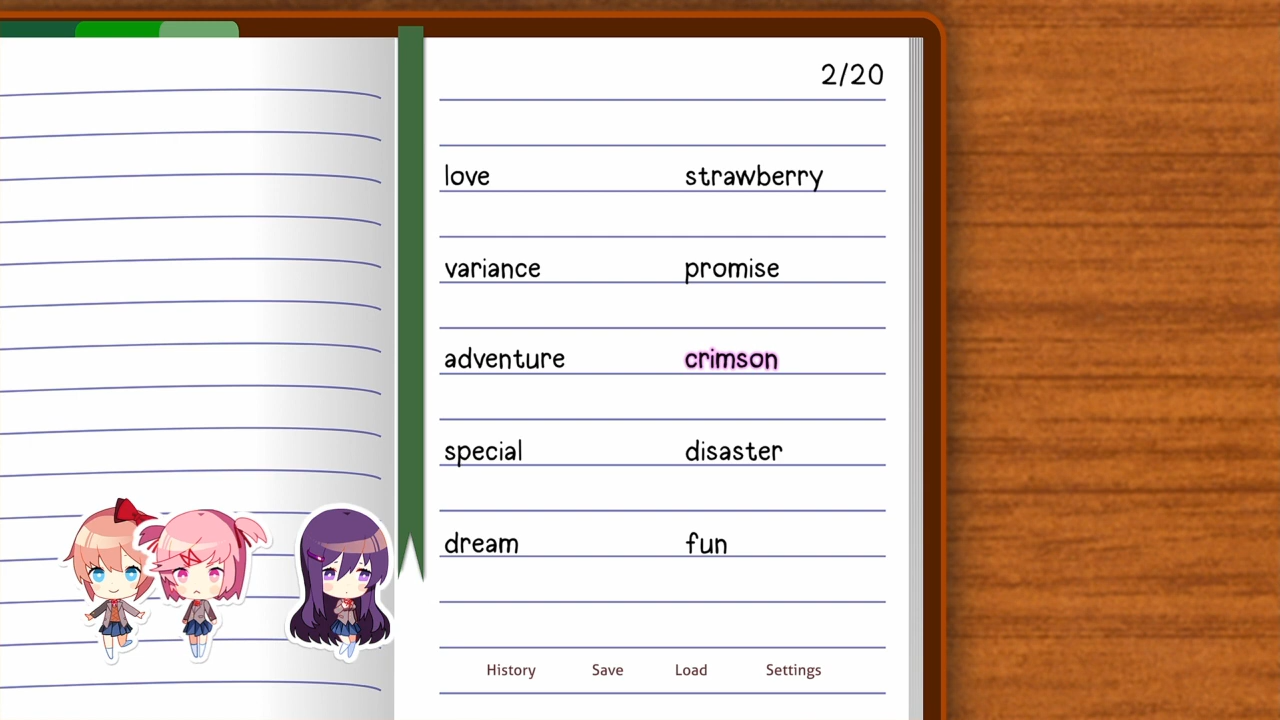 2/20
love strawberry
variance promise
adventure crimson
special disaster
dream fun
History Save Load Settings